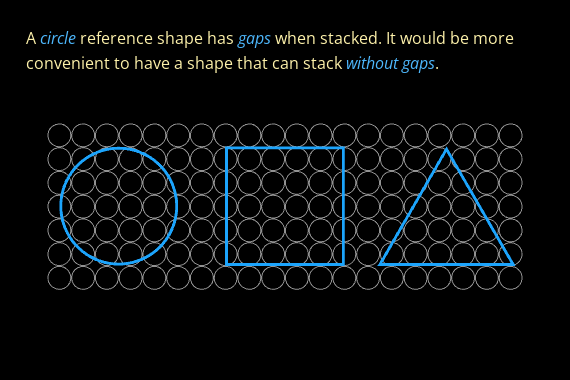 A circle reference shape has gaps when stacked. It would be more
convenient to have a shape that can stack without gaps.